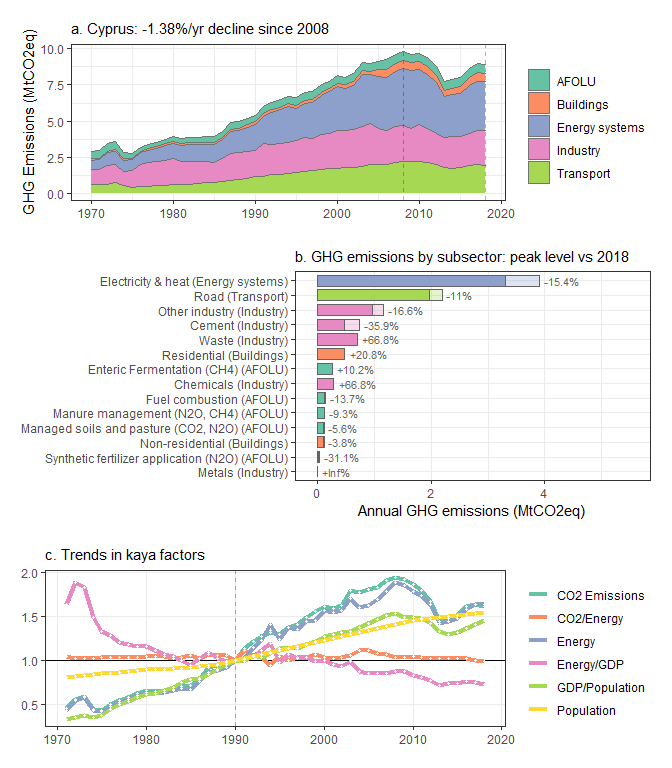 a. Cyprus: -1.38%/yr decline since 2008
GHG Emissions (MtCO2eq)
10.0
7.5
5.0
2.5
0.0
1970 1980 1990 2000 2010 2020
AFOLU
Buildings
Energy systems
Industry
Transport
b. GHG emissions by subsector: peak level vs 2018
Electricity & heat (Energy systems) -15.4%
Road (Transport) -11%
Other industry (Industry) -16.6%
Cement (Industry) -35.9%
Waste (Industry) +66.8%
Residential (Buildings) +20.8%
Enteric Fermentation (CH4) (AFOLU) +10.2%
Chemicals (Industry) +66.8%
Fuel combustion (AFOLU) -13.7%
Manure management (N2O, CH4) (AFOLU) -9.3%
Managed soils and pasture (CO2, N2O) (AFOLU) -5.6%
Non-residential (Buildings) -3.8%
Synthetic fertilizer application (N2O) (AFOLU) -31.1%
Metals (Industry) +Inf%
0 2 4
Annual GHG emissions (MtCO2eq)
c. Trends in kaya factors
2.0
1.5
1.0
0.5
1970 1980 1990 2000 2010 2020
CO2 Emissions
CO2/Energy
Energy
Energy/GDP
GDP/Population
Population